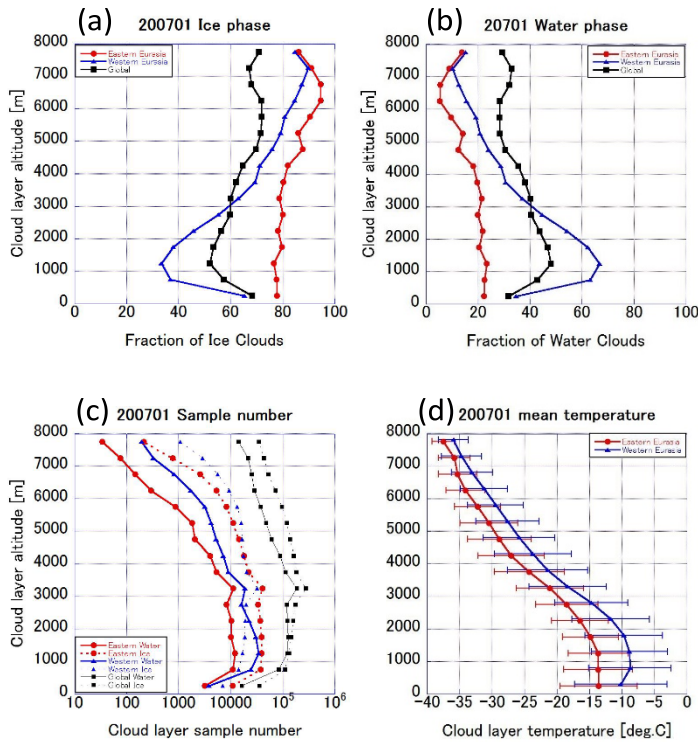 (a)
200701 Ice phase
Cloud layer altitude [m]
8000
7000
6000
5000
4000
3000
2000
1000
0
Eastern Eurasia
Western Eurasia
Global
0 20 40 60 80 100
Fraction of Ice Clouds
(b)
20701 Water phase
Cloud layer altitude [m]
8000
7000
6000
5000
4000
3000
2000
1000
0
Eastern Eurasia
Western Eurasia
Global
0 20 40 60 80 100
Fraction of Water Clouds
(c)
200701 Sample number
Cloud layer altitude [m]
8000
7000
6000
5000
4000
3000
2000
1000
0
Eastern Water
Eastern Ice
Western Water
Western Ice
Global Water
Global Ice
10 100 1000 10000 10⁵ 10⁶
Cloud layer sample number
(d)
200701 mean temperature
Cloud layer altitude [m]
8000
7000
6000
5000
4000
3000
2000
1000
0
Eastern Eurasia
Western Eurasia
-40 -35 -30 -25 -20 -15 -10 -5 0
Cloud layer temperature [deg.C]